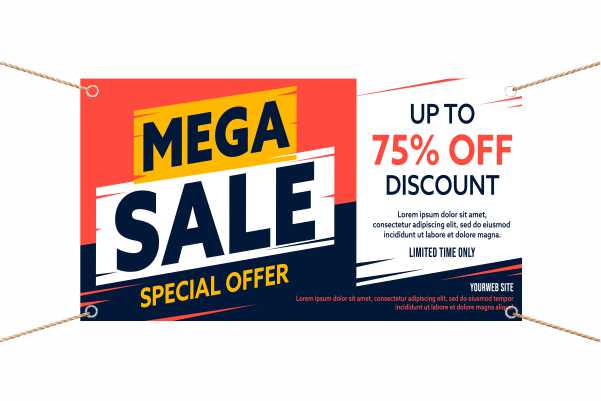 MEGA
SALE
SPECIAL OFFER
UP TO
75% OFF
DISCOUNT
Lorem ipsum dolor sit amet,
consectetur adipiscing elit, sed do eiusmod
incididunt ut labore et dolore magna.
LIMITED TIME ONLY
YOURWEB SITE
Lorem ipsum dolor sit amet, consectetur adipiscing elit, sed do eiusmod tempor
incididunt ut labore et dolore magna